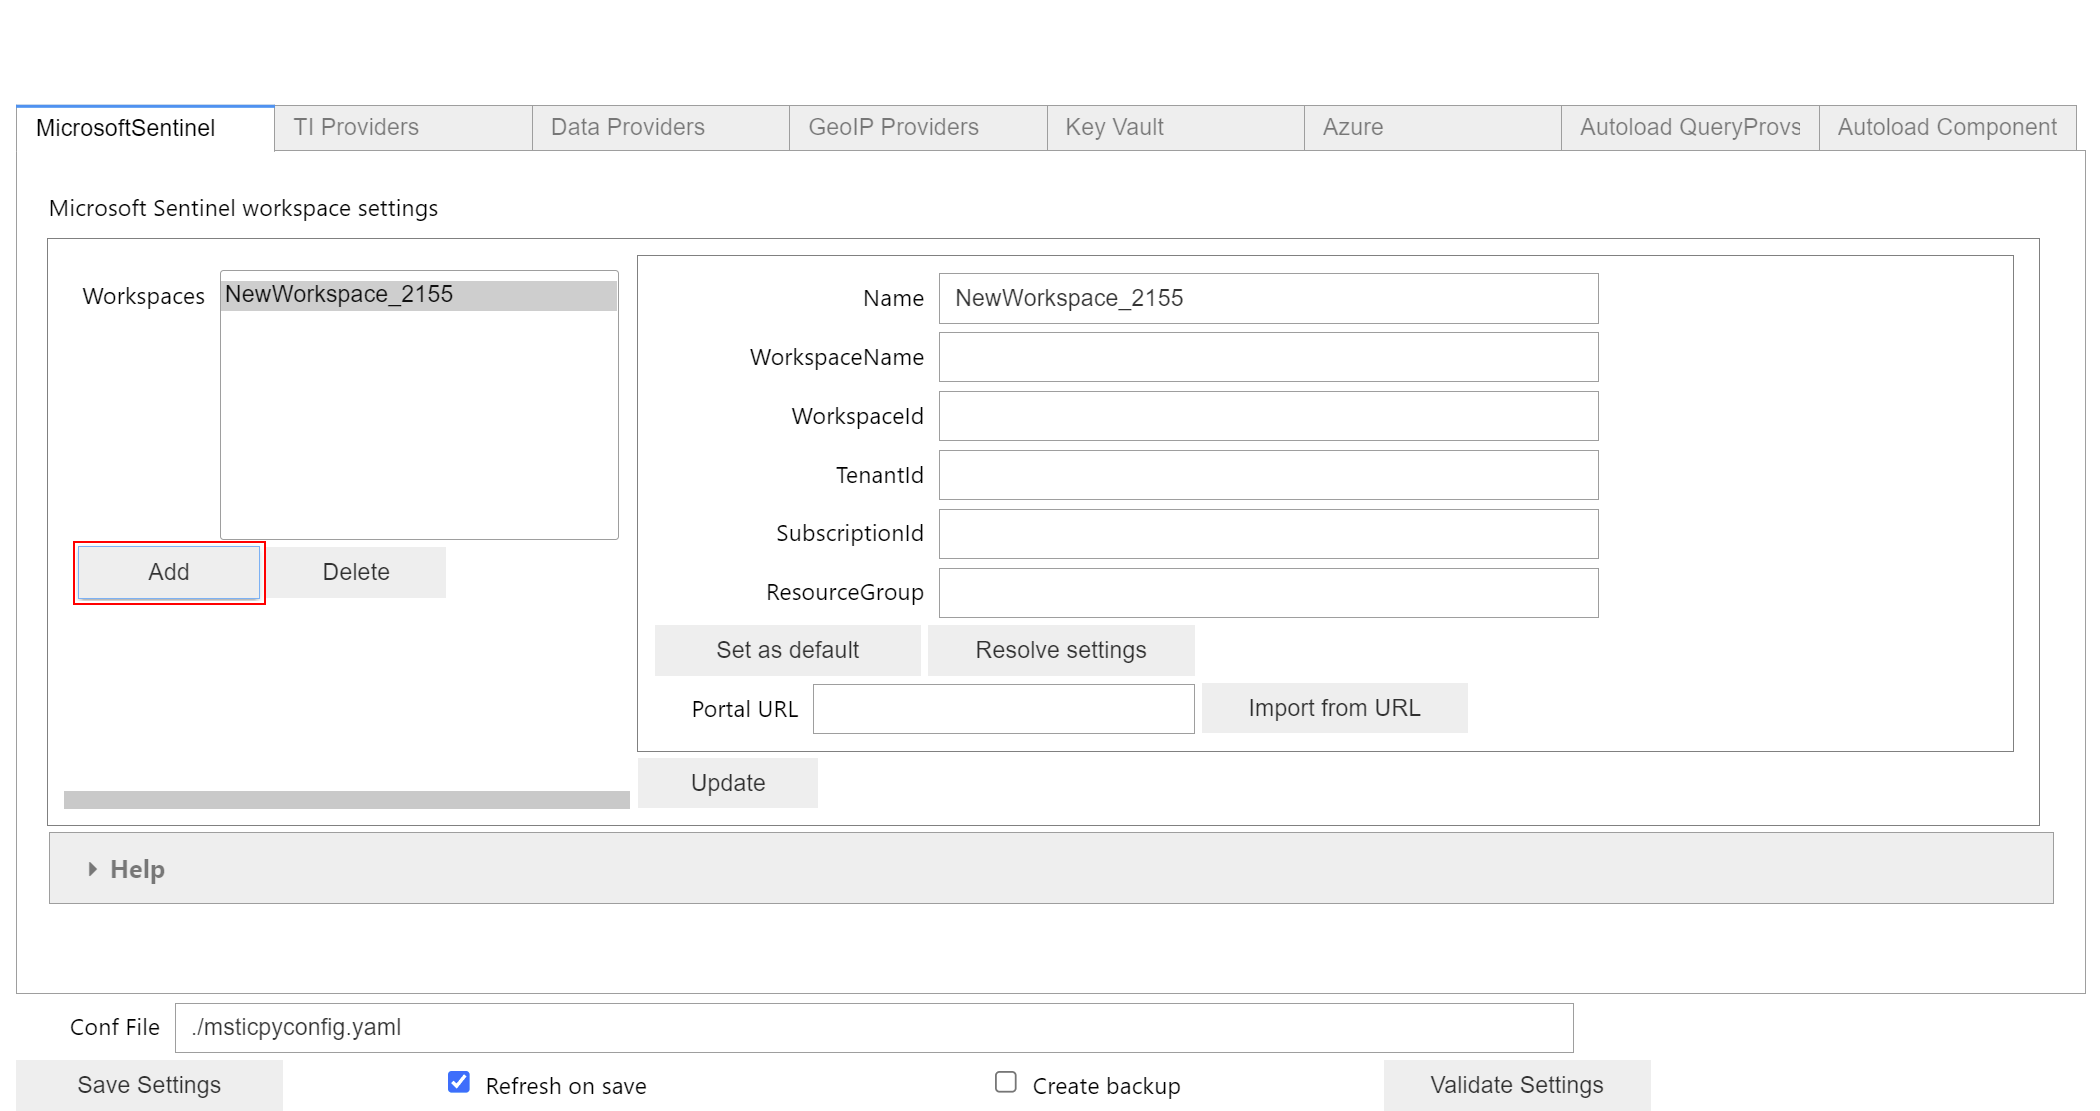 MicrosoftSentinel TI Providers Data Providers GeoIP Providers Key Vault Azure Autoload QueryProvs Autoload Component
Microsoft Sentinel workspace settings
Workspaces NewWorkspace_2155
Name NewWorkspace_2155
WorkspaceName
WorkspaceId
TenantId
SubscriptionId
Add Delete
ResourceGroup
Set as default Resolve settings
Portal URL Import from URL
Update
Help
Conf File ./msticpyconfig.yaml
Save Settings Refresh on save Create backup Validate Settings